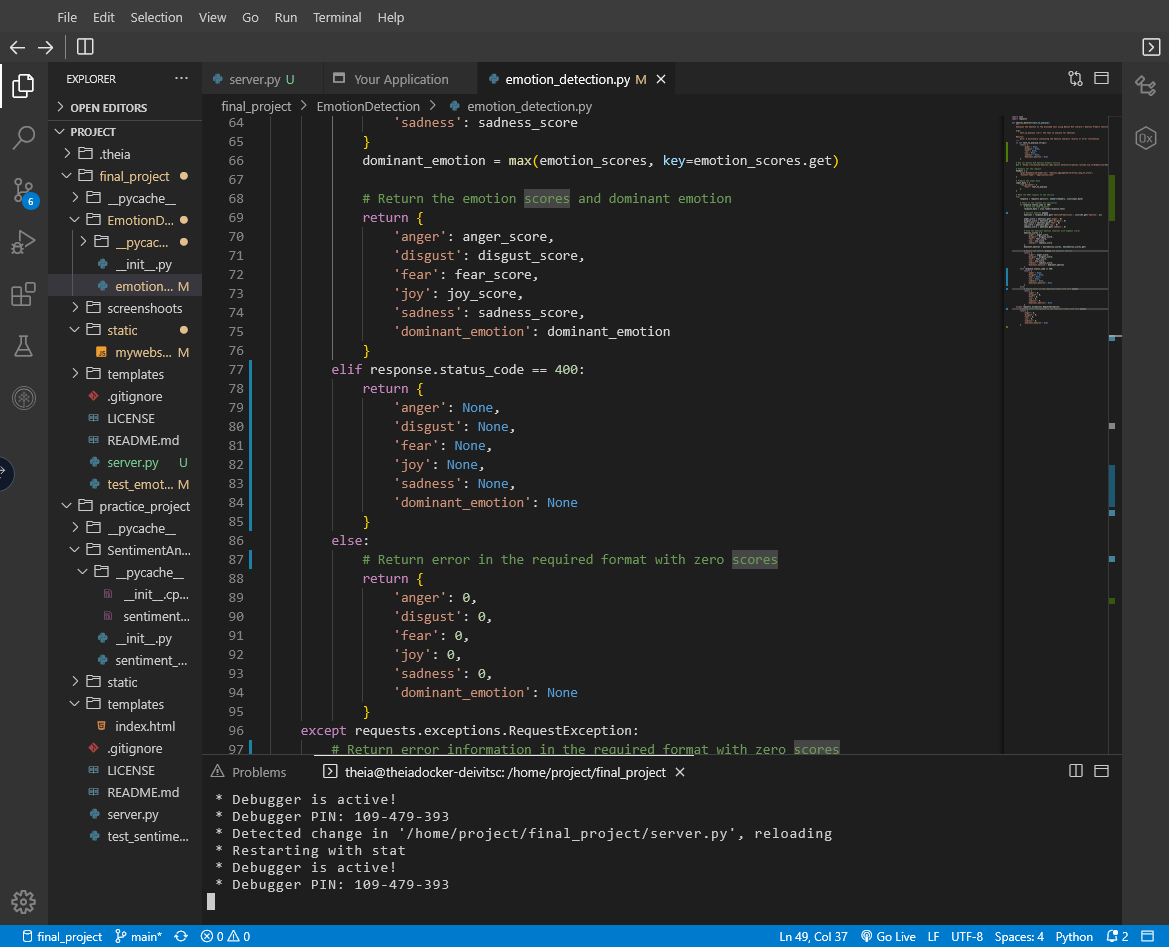 File Edit Selection View Go Run Terminal Help
EXPLORER ...
OPEN EDITORS
PROJECT
.theia
final_project
__pycache__
EmotionD...
__pycac...
__init__.py
emotion... M
screenshoots
static
mywebs... M
templates
.gitignore
LICENSE
README.md
server.py U
test_emot... M
practice_project
__pycache__
SentimentAn...
__pycache__
__init__.cp...
sentiment...
__init__.py
sentiment_...
static
templates
index.html
.gitignore
LICENSE
README.md
server.py
test_sentime...
6
server.py U Your Application emotion_detection.py M
final_project > EmotionDetection > emotion_detection.py
64 'sadness': sadness_score
65 }
66 dominant_emotion = max(emotion_scores, key=emotion_scores.get)
67
68 # Return the emotion scores and dominant emotion
69 return {
70 'anger': anger_score,
71 'disgust': disgust_score,
72 'fear': fear_score,
73 'joy': joy_score,
74 'sadness': sadness_score,
75 'dominant_emotion': dominant_emotion
76 }
77 elif response.status_code == 400:
78 return {
79 'anger': None,
80 'disgust': None,
81 'fear': None,
82 'joy': None,
83 'sadness': None,
84 'dominant_emotion': None
85 }
86 else:
87 # Return error in the required format with zero scores
88 return {
89 'anger': 0,
90 'disgust': 0,
91 'fear': 0,
92 'joy': 0,
93 'sadness': 0,
94 'dominant_emotion': None
95 }
96 except requests.exceptions.RequestException:
97 # Return error information in the required format with zero scores
0x
Problems theia@theiadocker-deivitsc: /home/project/final_project
* Debugger is active!
* Debugger PIN: 109-479-393
* Detected change in '/home/project/final_project/server.py', reloading
* Restarting with stat
* Debugger is active!
* Debugger PIN: 109-479-393
final_project main* 0 0 Ln 49, Col 37 Go Live LF UTF-8 Spaces: 4 Python 2